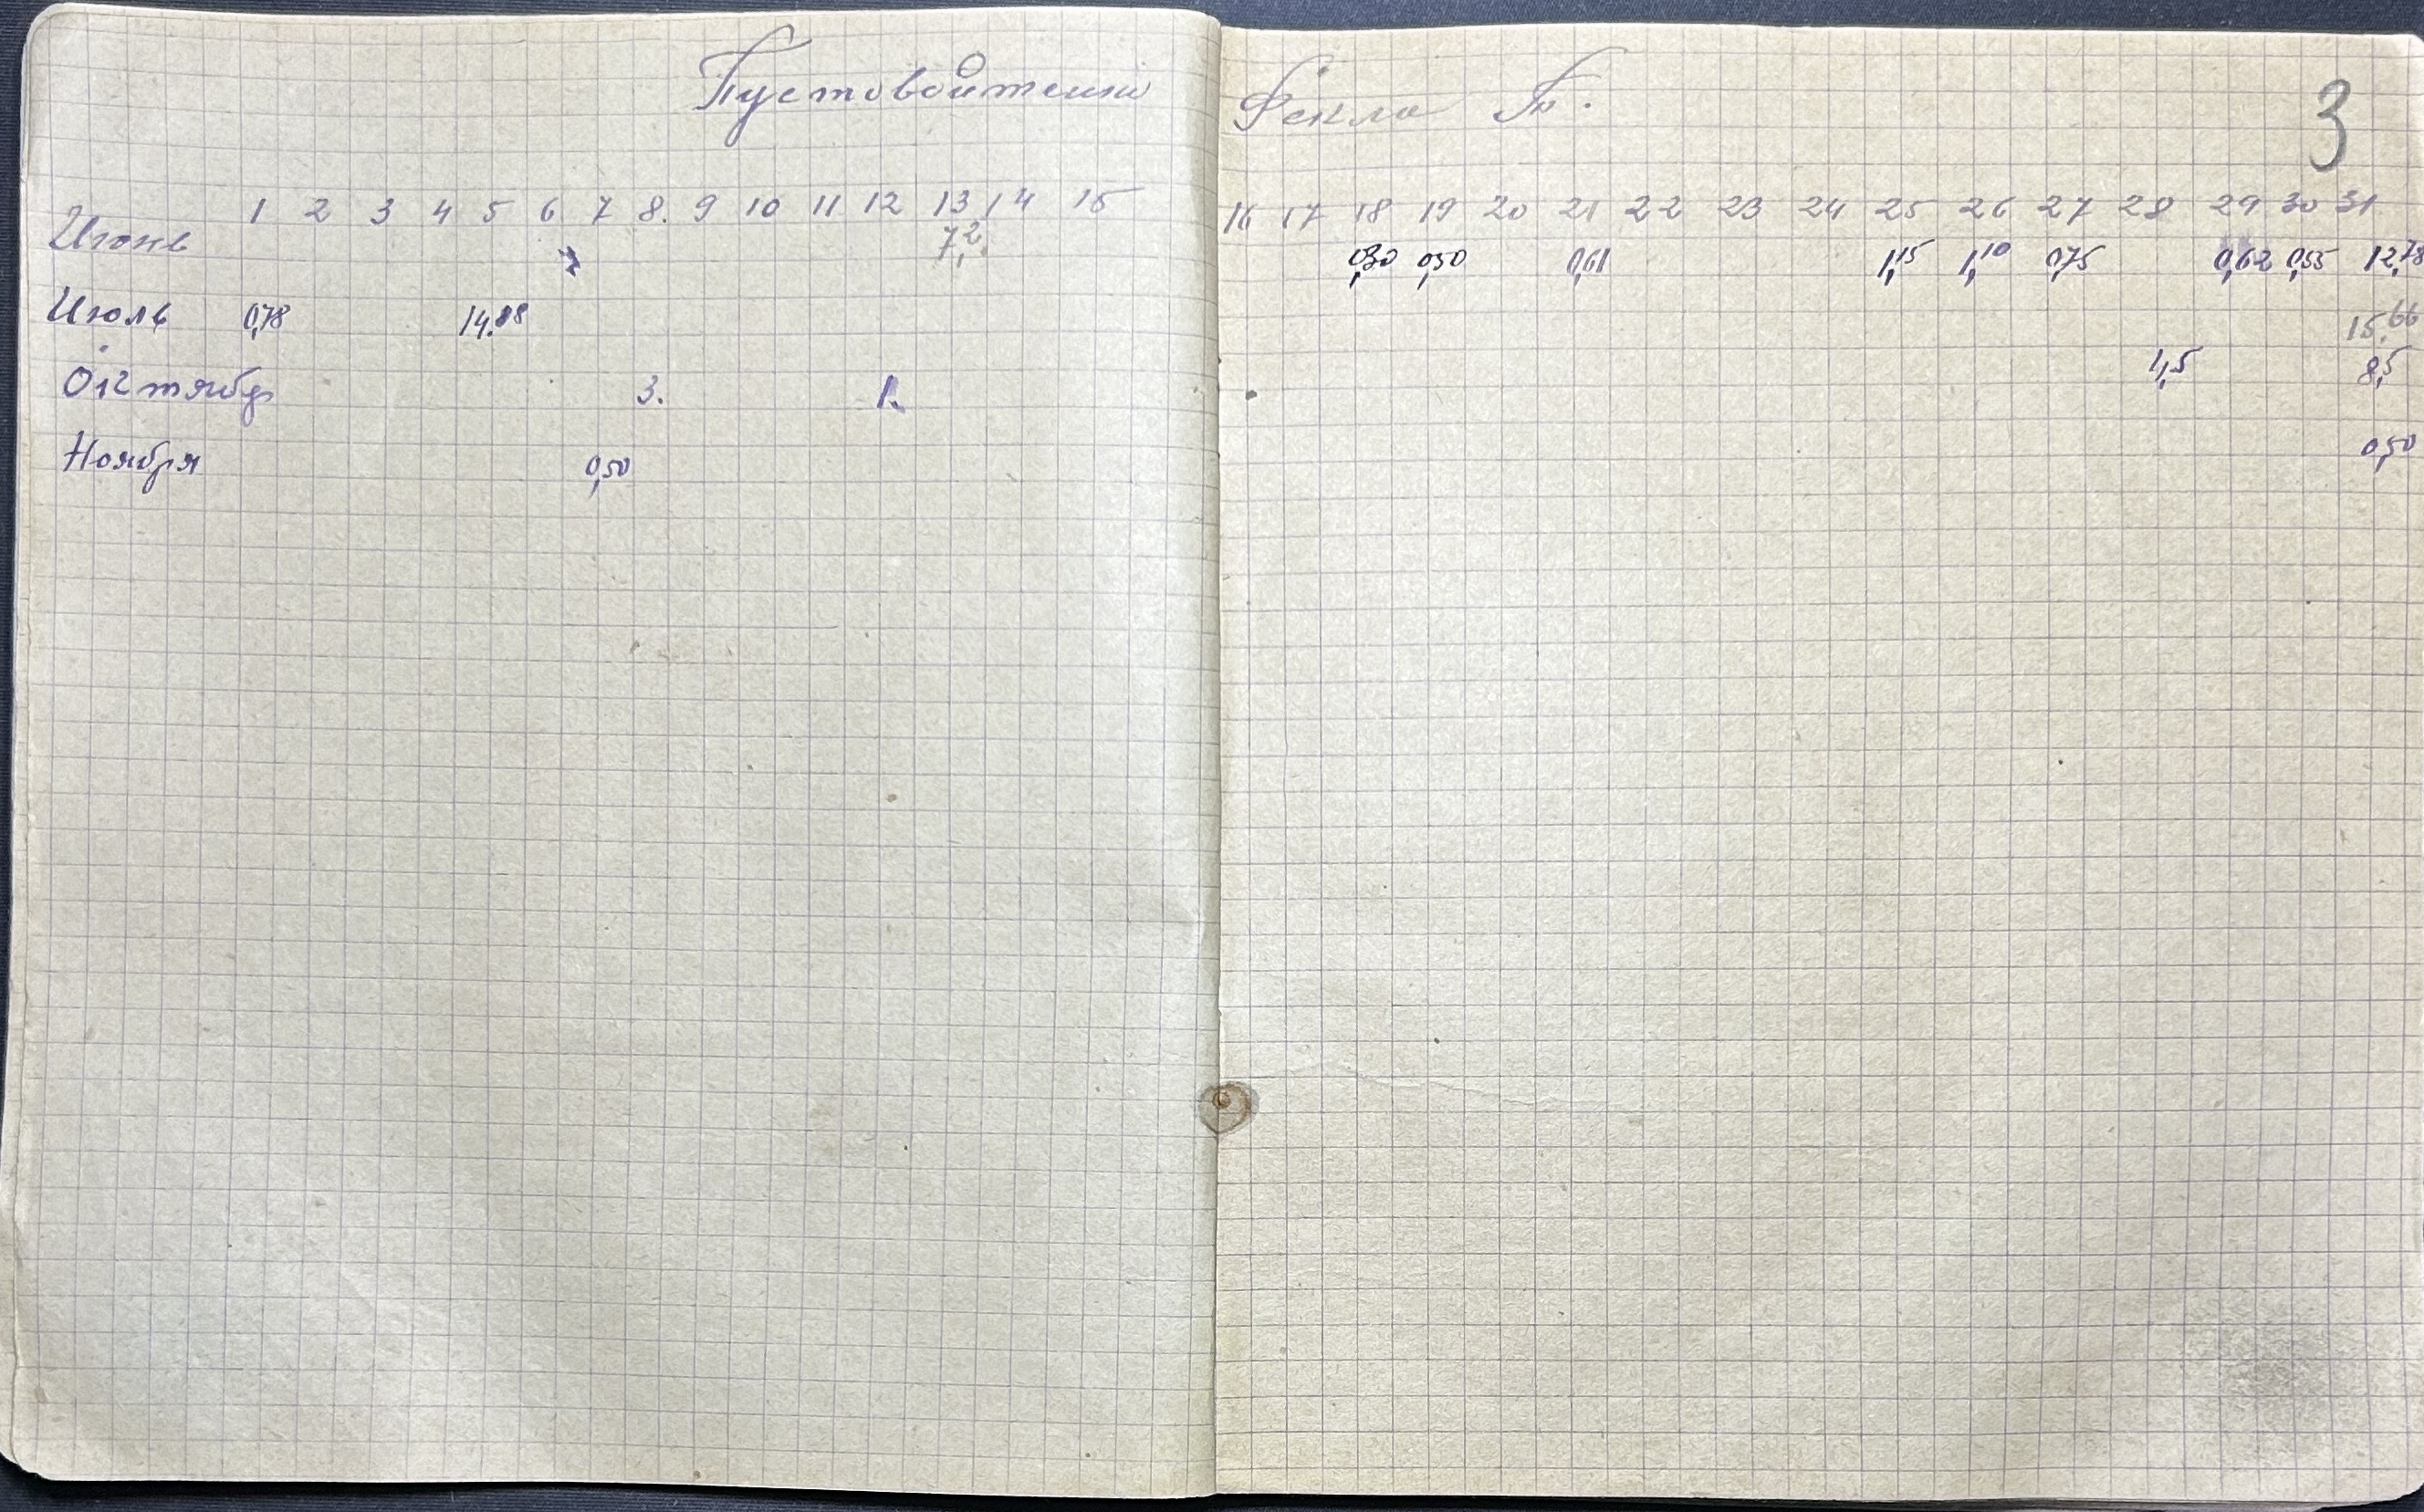 Пустовойтенко Фекла П. 3
1 2 3 4 5 6 7 8. 9 10 11 12 13 14 15 16 17 18 19 20 21 22 23 24 25 26 27 28 29 30 31
Июнь 7,2 0,30 0,50 0,61 1,15 1,10 0,75 0,62 0,55 12,78
Июль 0,78 14.88 15,66
Октябр 3. 1. 4,5 8,5
Ноября 0,50 0,50